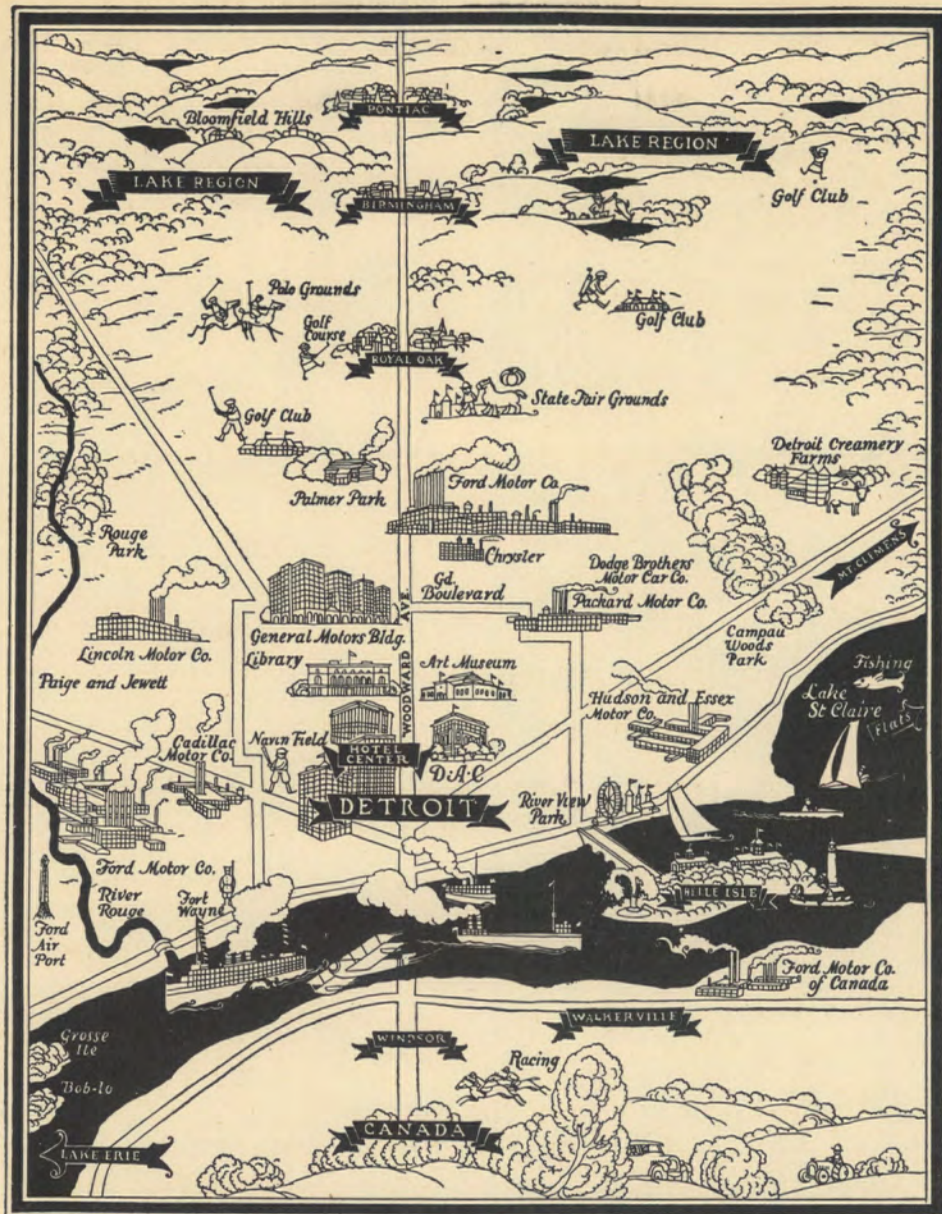 PONTIAC
Bloomfield Hills
LAKE REGION
LAKE REGION
Golf Club
BIRMINGHAM
Polo Grounds
Golf
Course
Golf Club
ROYAL OAK
State Fair Grounds
Golf Club
Palmer Park
Ford Motor Co.
Detroit Creamery
Farms
Rouge
Park
Chrysler
Gd.
Boulevard
Dodge Brothers
Motor Car Co.
Packard Motor Co.
MT. CLEMENS
Lincoln Motor Co.
General Motors Bldg.
WOODWARD AVE
Campau
Woods
Park
Library
Art Museum
Paige and Jewett
Hudson and Essex
Motor Co.
Fishing
Lake
St Claire
Flats
Cadillac
Motor Co.
Navin Field
HOTEL
CENTER
D.A.C
DETROIT
River View
Park
Ford Motor Co.
River
Rouge
Fort
Wayne
BELLE ISLE
Ford
Air
Port
Ford Motor Co.
of Canada
WALKERVILLE
WINDSOR
Grosse
Ile
Bob-lo
Racing
CANADA
LAKE ERIE